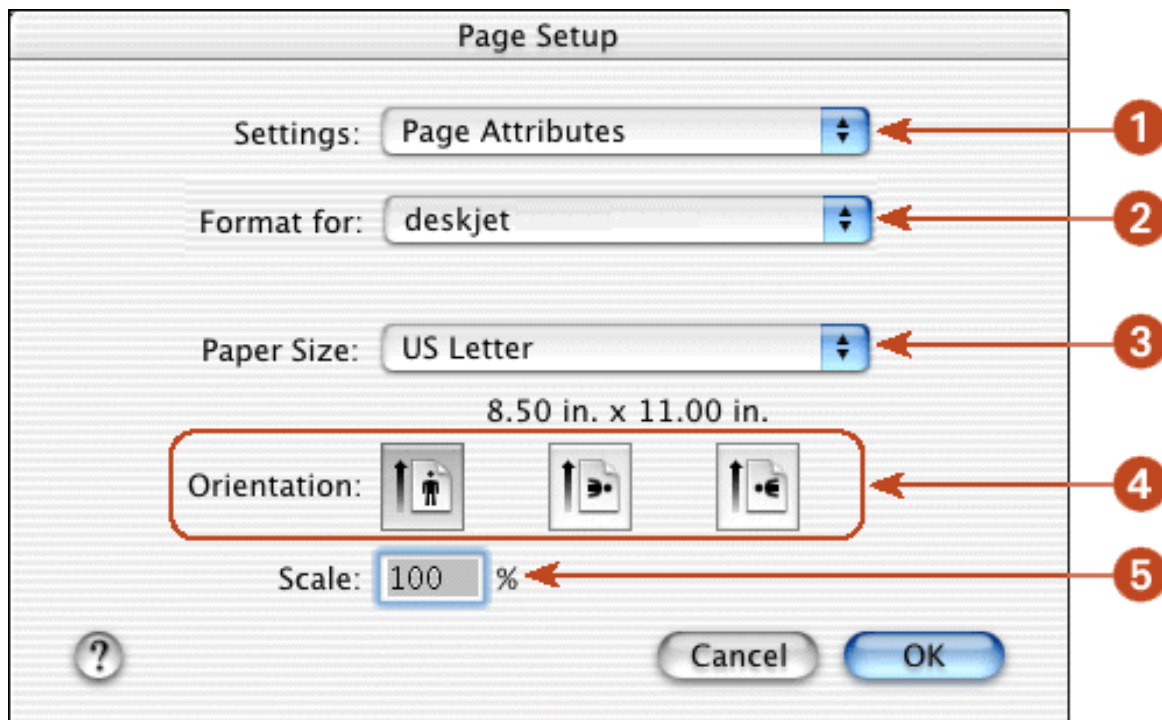 Page Setup
Settings: Page Attributes
1
Format for: deskjet
2
Paper Size: US Letter
3
8.50 in. x 11.00 in.
Orientation:
4
Scale: 100 %
5
? Cancel OK